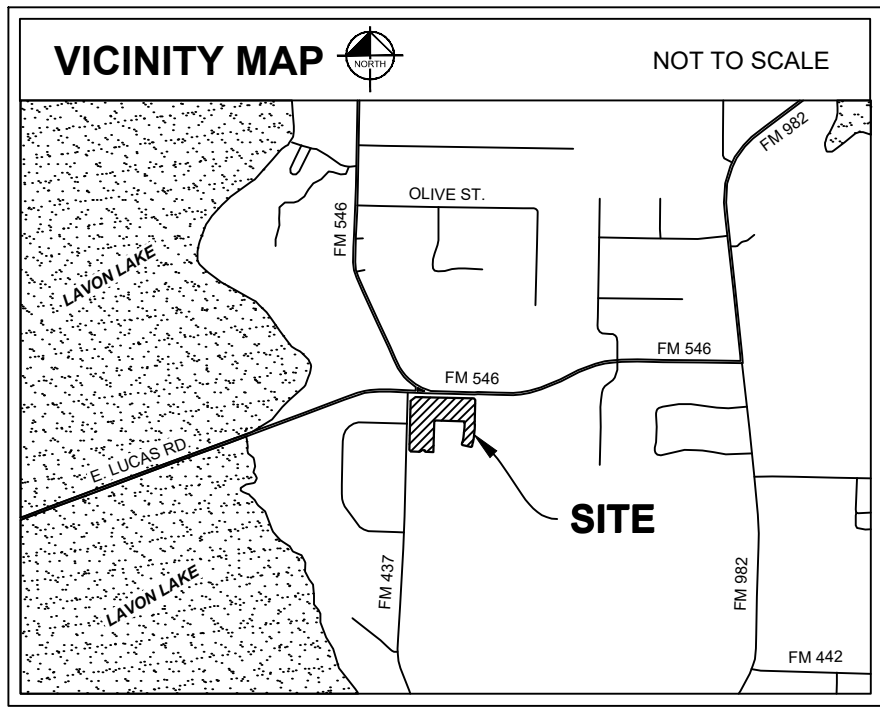 VICINITY MAP
NORTH
NOT TO SCALE
FM 982
OLIVE ST.
FM 546
LAVON LAKE
FM 546
FM 546
E. LUCAS RD.
SITE
FM 437
FM 982
LAVON LAKE
FM 442